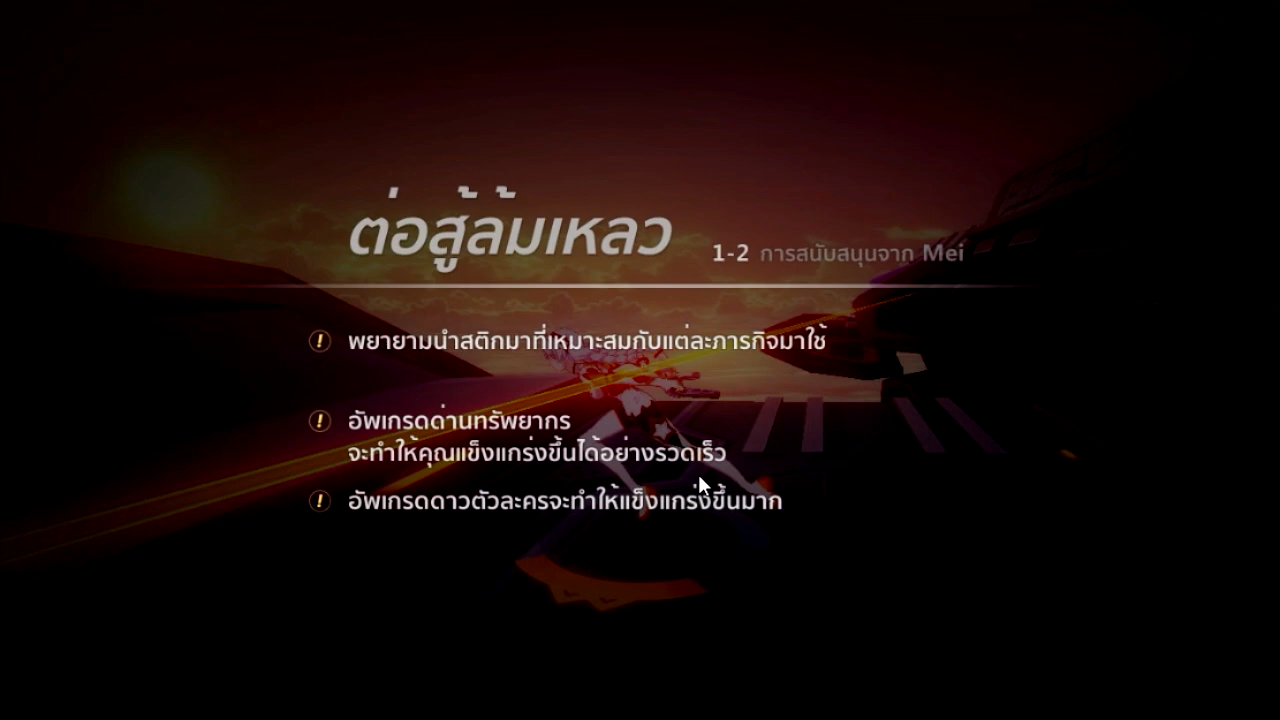 ต่อสู้ล้มเหลว
1-2 การสนับสนุนจาก Mei
พยายามนำสติกมาที่เหมาะสมกับแต่ละภารกิจมาใช้
อัพเกรดด่านทรัพยากร
จะทำให้คุณแข็งแกร่งขึ้นได้อย่างรวดเร็ว
อัพเกรดดาวตัวละครจะทำให้แข็งแกร่งขึ้นมาก